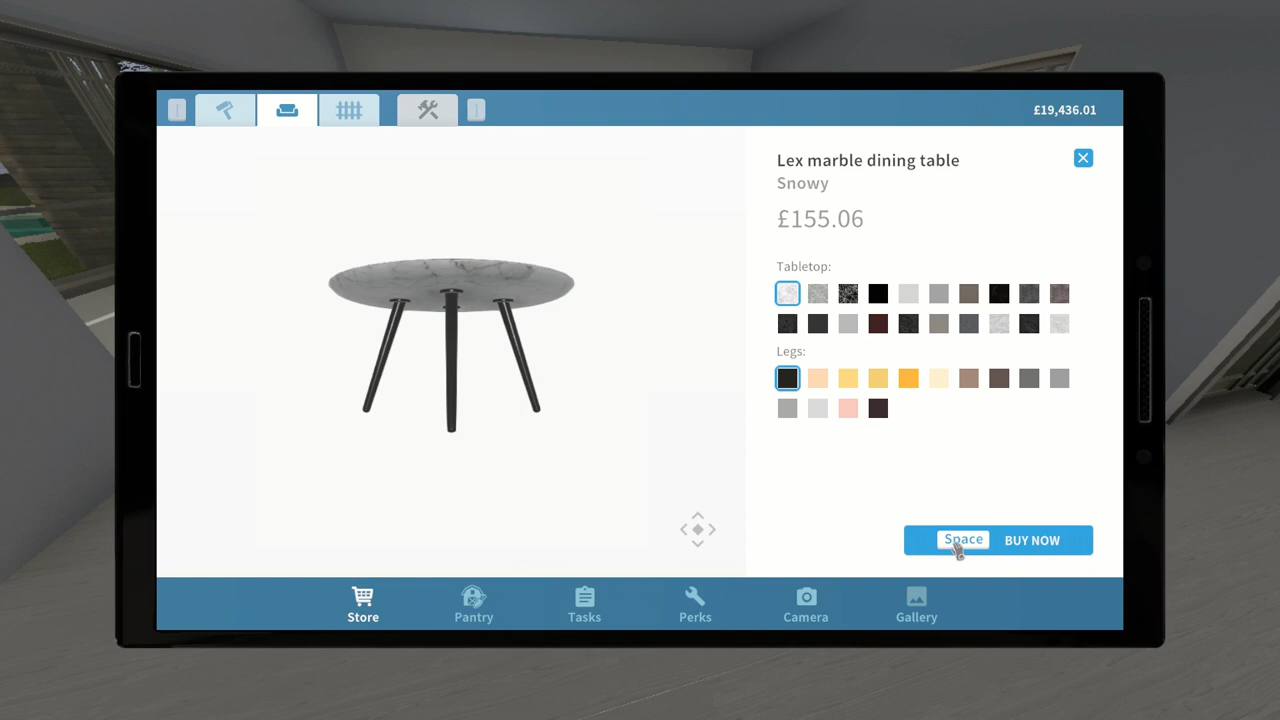 £19,436.01
Lex marble dining table
Snowy
£155.06
Tabletop:
Legs:
Space BUY NOW
Store Pantry Tasks Perks Camera Gallery